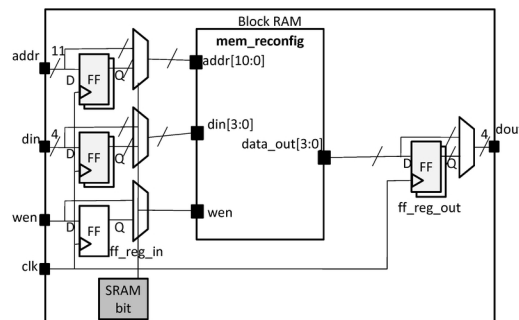 Block RAM
mem_reconfig
addr
11
D
FF
Q
addr[10:0]
din
4
D
FF
Q
din[3:0]
data_out[3:0]
D
FF
Q
4
dou
ff_reg_out
wen
D
FF
Q
wen
ff_reg_in
clk
SRAM
bit